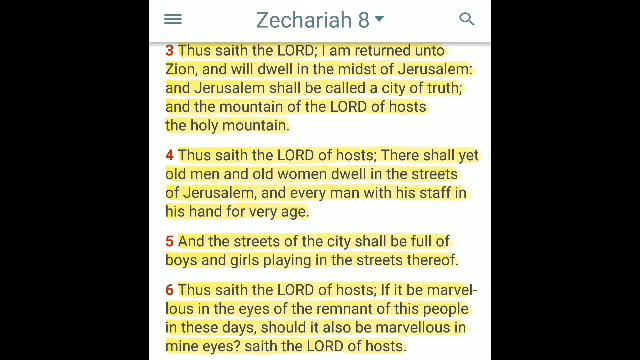 Zechariah 8
3 Thus saith the LORD; I am returned unto
Zion, and will dwell in the midst of Jerusalem:
and Jerusalem shall be called a city of truth;
and the mountain of the LORD of hosts
the holy mountain.
4 Thus saith the LORD of hosts; There shall yet
old men and old women dwell in the streets
of Jerusalem, and every man with his staff in
his hand for very age.
5 And the streets of the city shall be full of
boys and girls playing in the streets thereof.
6 Thus saith the LORD of hosts; If it be marvel-
lous in the eyes of the remnant of this people
in these days, should it also be marvellous in
mine eyes? saith the LORD of hosts.